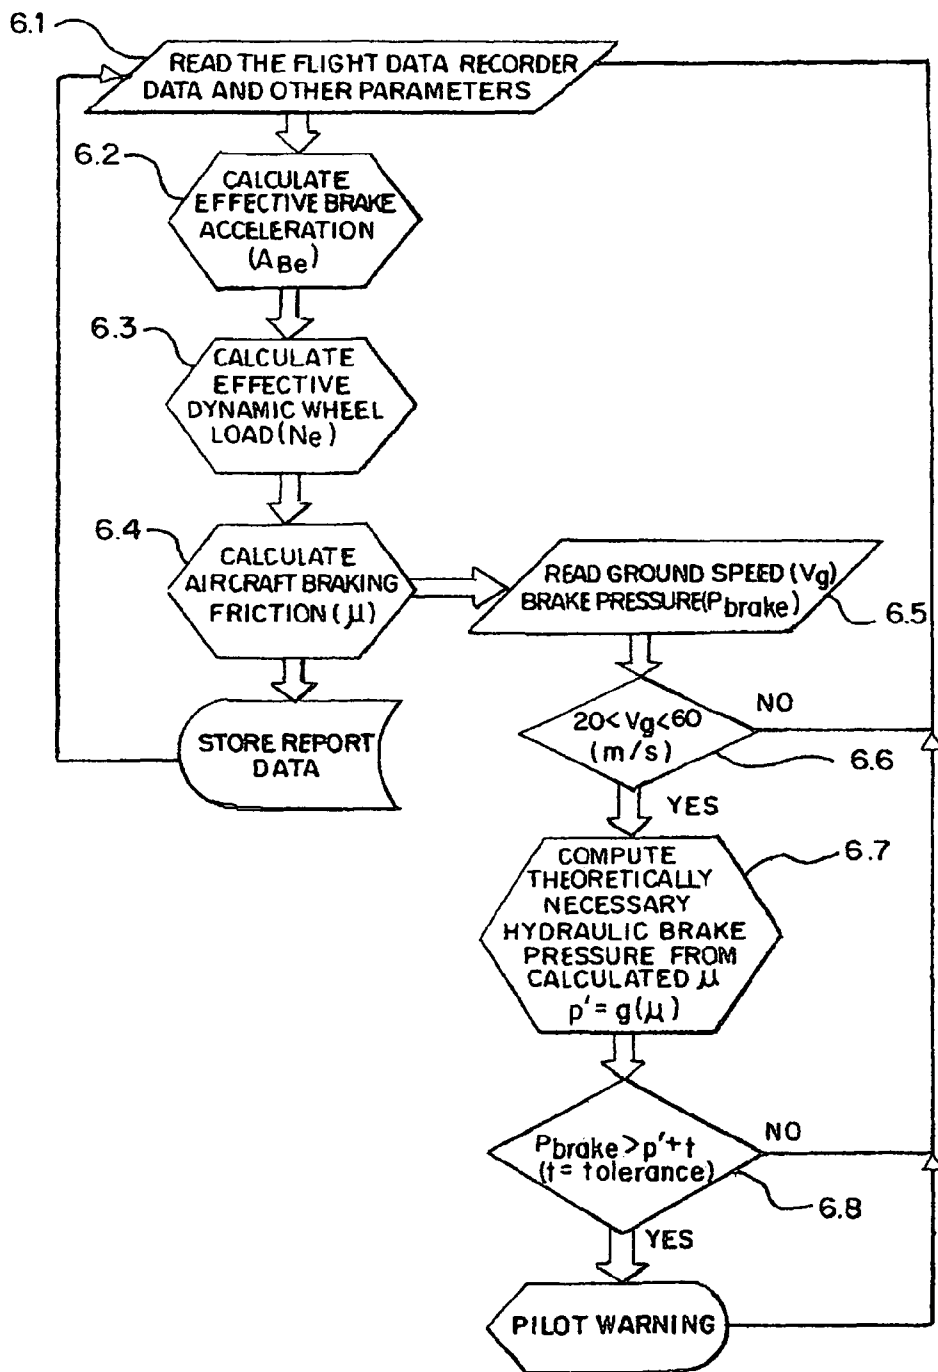 6.1
READ THE FLIGHT DATA RECORDER
DATA AND OTHER PARAMETERS
6.2
CALCULATE
EFFECTIVE BRAKE
ACCELERATION
(ABe)
6.3
CALCULATE
EFFECTIVE
DYNAMIC WHEEL
LOAD(Ne)
6.4
CALCULATE
AIRCRAFT BRAKING
FRICTION(μ)
STORE REPORT
DATA
READ GROUND SPEED (Vg)
BRAKE PRESSURE(Pbrake)
6.5
20<Vg<60
(m/s)
NO
6.6
YES
6.7
COMPUTE
THEORETICALLY
NECESSARY
HYDRAULIC BRAKE
PRESSURE FROM
CALCULATED μ
p'=g(μ)
Pbrake>p'+t
(t= tolerance)
NO
6.8
YES
PILOT WARNING